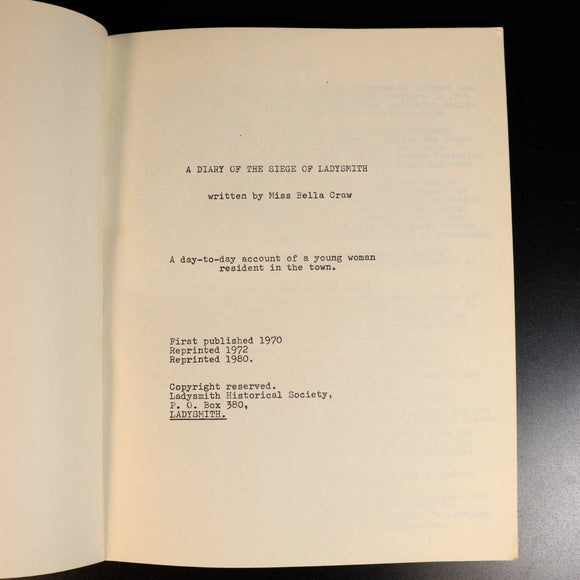 A DIARY OF THE SIEGE OF LADYSMITH
written by Miss Bella Craw
A day-to-day account of a young woman
resident in the town.
First published 1970
Reprinted 1972
Reprinted 1980.
Copyright reserved.
Ladysmith Historical Society,
P. O. Box 380,
LADYSMITH.